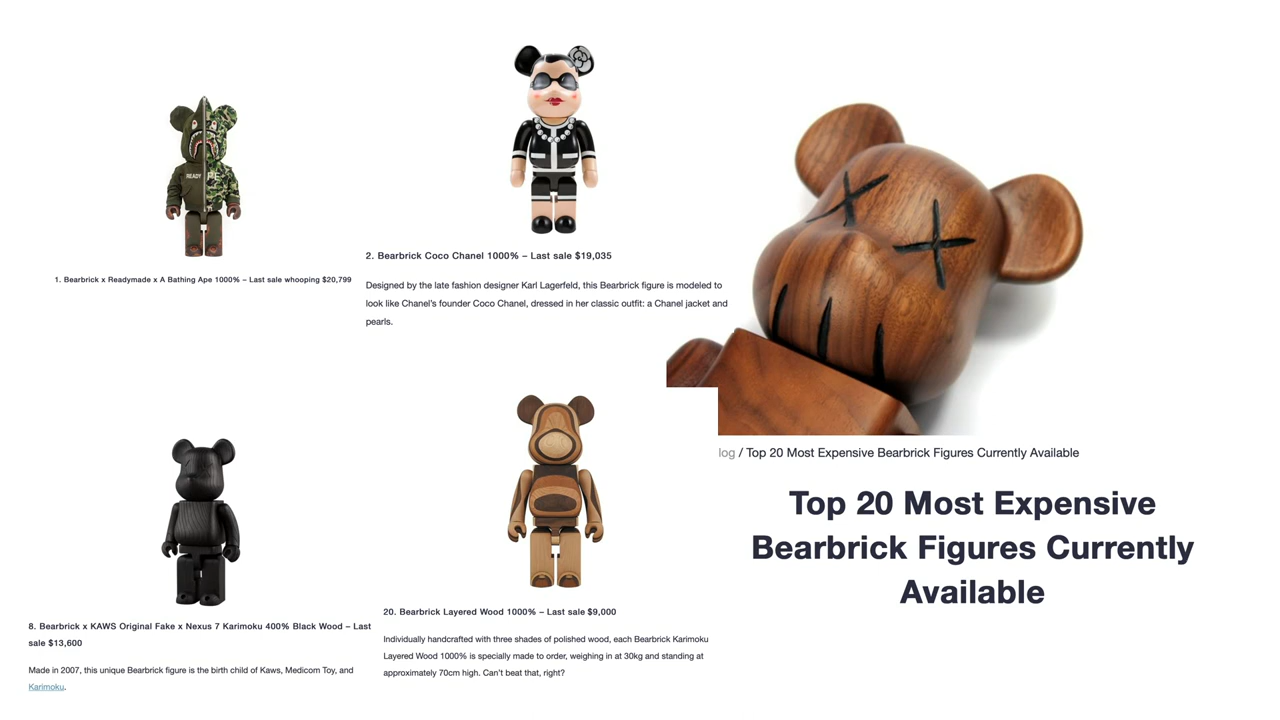 READY
PE
1. Bearbrick x Readymade x A Bathing Ape 1000% – Last sale whooping $20,799
2. Bearbrick Coco Chanel 1000% – Last sale $19,035
Designed by the late fashion designer Karl Lagerfeld, this Bearbrick figure is modeled to
look like Chanel's founder Coco Chanel, dressed in her classic outfit: a Chanel jacket and
pearls.
8. Bearbrick x KAWS Original Fake x Nexus 7 Karimoku 400% Black Wood – Last
sale $13,600
Made in 2007, this unique Bearbrick figure is the birth child of Kaws, Medicom Toy, and
Karimoku.
20. Bearbrick Layered Wood 1000% – Last sale $9,000
Individually handcrafted with three shades of polished wood, each Bearbrick Karimoku
Layered Wood 1000% is specially made to order, weighing in at 30kg and standing at
approximately 70cm high. Can't beat that, right?
log / Top 20 Most Expensive Bearbrick Figures Currently Available
Top 20 Most Expensive
Bearbrick Figures Currently
Available